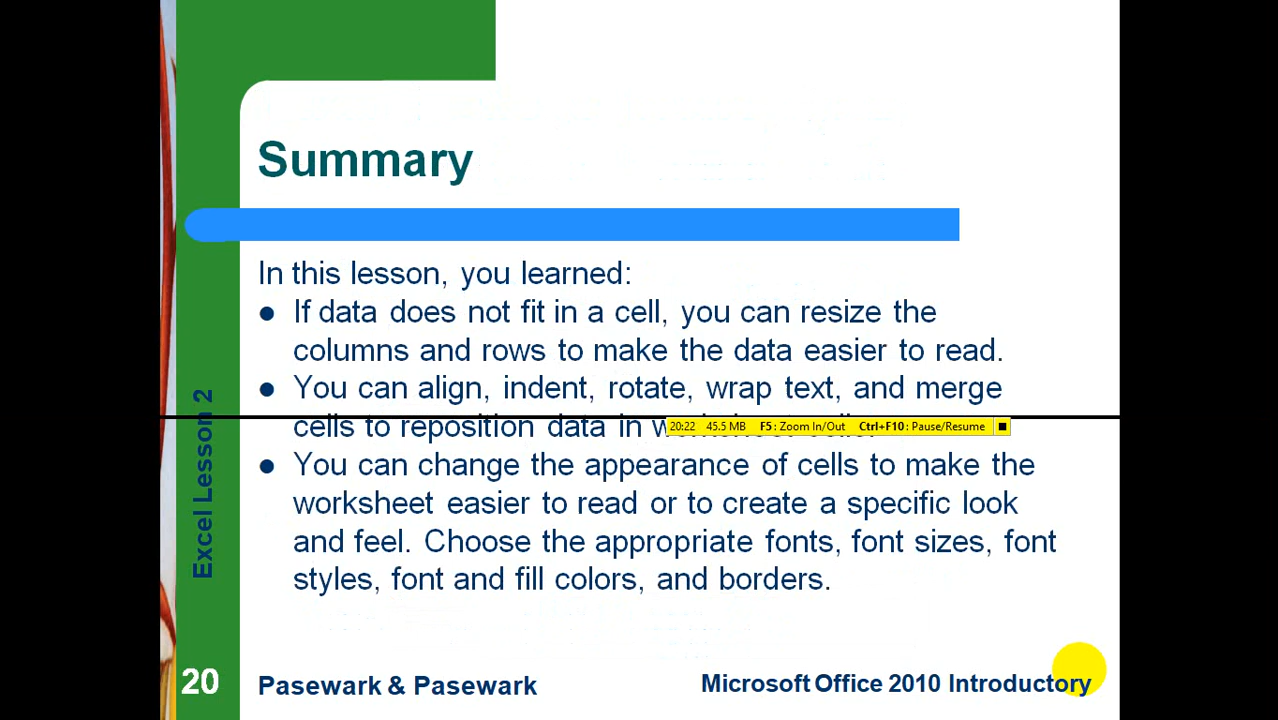 Summary
In this lesson, you learned:
● If data does not fit in a cell, you can resize the
columns and rows to make the data easier to read.
● You can align, indent, rotate, wrap text, and merge
cells to reposition data in
20:22 45.5 MB F5: Zoom In/Out Ctrl+F10: Pause/Resume
● You can change the appearance of cells to make the
worksheet easier to read or to create a specific look
and feel. Choose the appropriate fonts, font sizes, font
styles, font and fill colors, and borders.
Excel Lesson 2
20
Pasewark & Pasewark
Microsoft Office 2010 Introductory